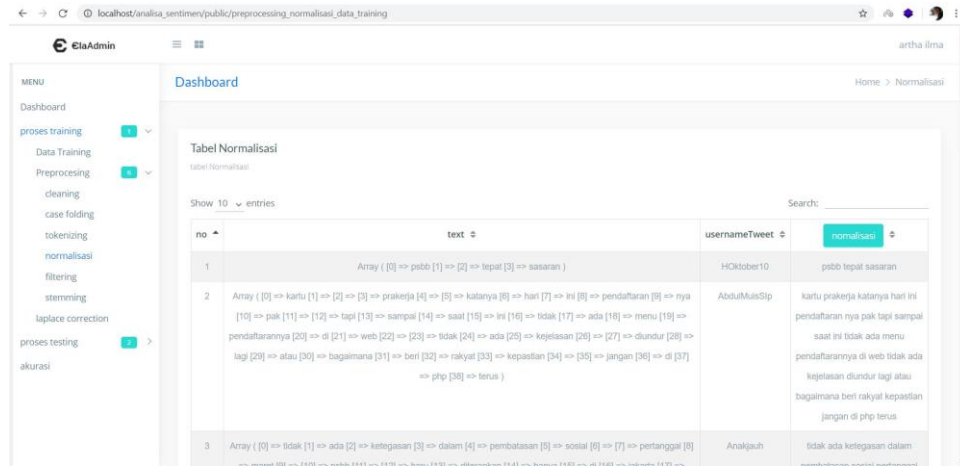 localhost/analisa_sentimen/public/preprocessing_normalisasi_data_training
ElaAdmin
artha ilma
MENU
Dashboard
Home > Normalisasi
Dashboard
proses training 1
Data Training
Preprocesing 6
cleaning
case folding
tokenizing
normalisasi
filtering
stemming
laplace correction
proses testing 2
akurasi
Tabel Normalisasi
tabel Normalisasi
Show 10 entries
Search:
no text usernameTweet nomalisasi
1 Array ( [0] => psbb [1] => [2] => tepat [3] => sasaran ) HOktober10 psbb tepat sasaran
2 Array ( [0] => kartu [1] => [2] => [3] => prakerja [4] => [5] => katanya [6] => hari [7] => ini [8] => pendaftaran [9] => nya
[10] => pak [11] => [12] => tapi [13] => sampai [14] => saat [15] => ini [16] => tidak [17] => ada [18] => menu [19] =>
pendaftarannya [20] => di [21] => web [22] => [23] => tidak [24] => ada [25] => kejelasan [26] => [27] => diundur [28] =>
lagi [29] => atau [30] => bagaimana [31] => beri [32] => rakyat [33] => kepastian [34] => [35] => jangan [36] => di [37]
=> php [38] => terus )
AbdulMuisSlp
kartu prakerja katanya hari ini
pendaftaran nya pak tapi sampai
saat ini tidak ada menu
pendaftarannya di web tidak ada
kejelasan diundur lagi atau
bagaimana beri rakyat kepastian
jangan di php terus
3 Array ( [0] => tidak [1] => ada [2] => ketegasan [3] => dalam [4] => pembatasan [5] => sosial [6] => [7] => pertanggal [8]
Anakjauh
tidak ada ketegasan dalam